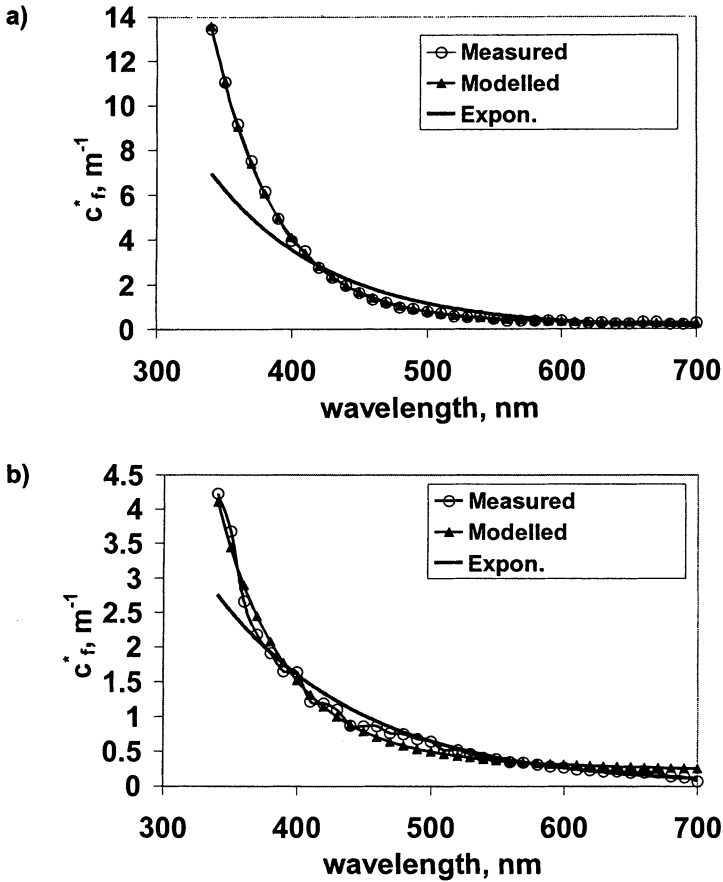 a)
14
12
10
8
6
4
2
0
c*f, m-1
Measured
Modelled
Expon.
300 400 500 600 700
wavelength, nm
b)
4.5
4
3.5
3
2.5
2
1.5
1
0.5
0
c*f, m-1
Measured
Modelled
Expon.
300 400 500 600 700
wavelength, nm